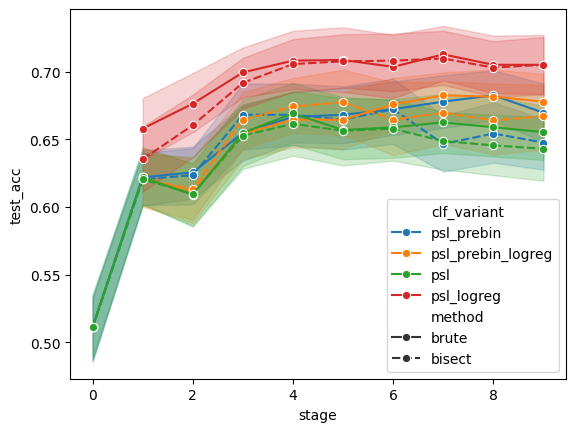 0.70
0.65
0.60
0.55
0.50
test_acc
0
2
4
6
8
stage
clf_variant
psl_prebin
psl_prebin_logreg
psl
psl_logreg
method
brute
bisect